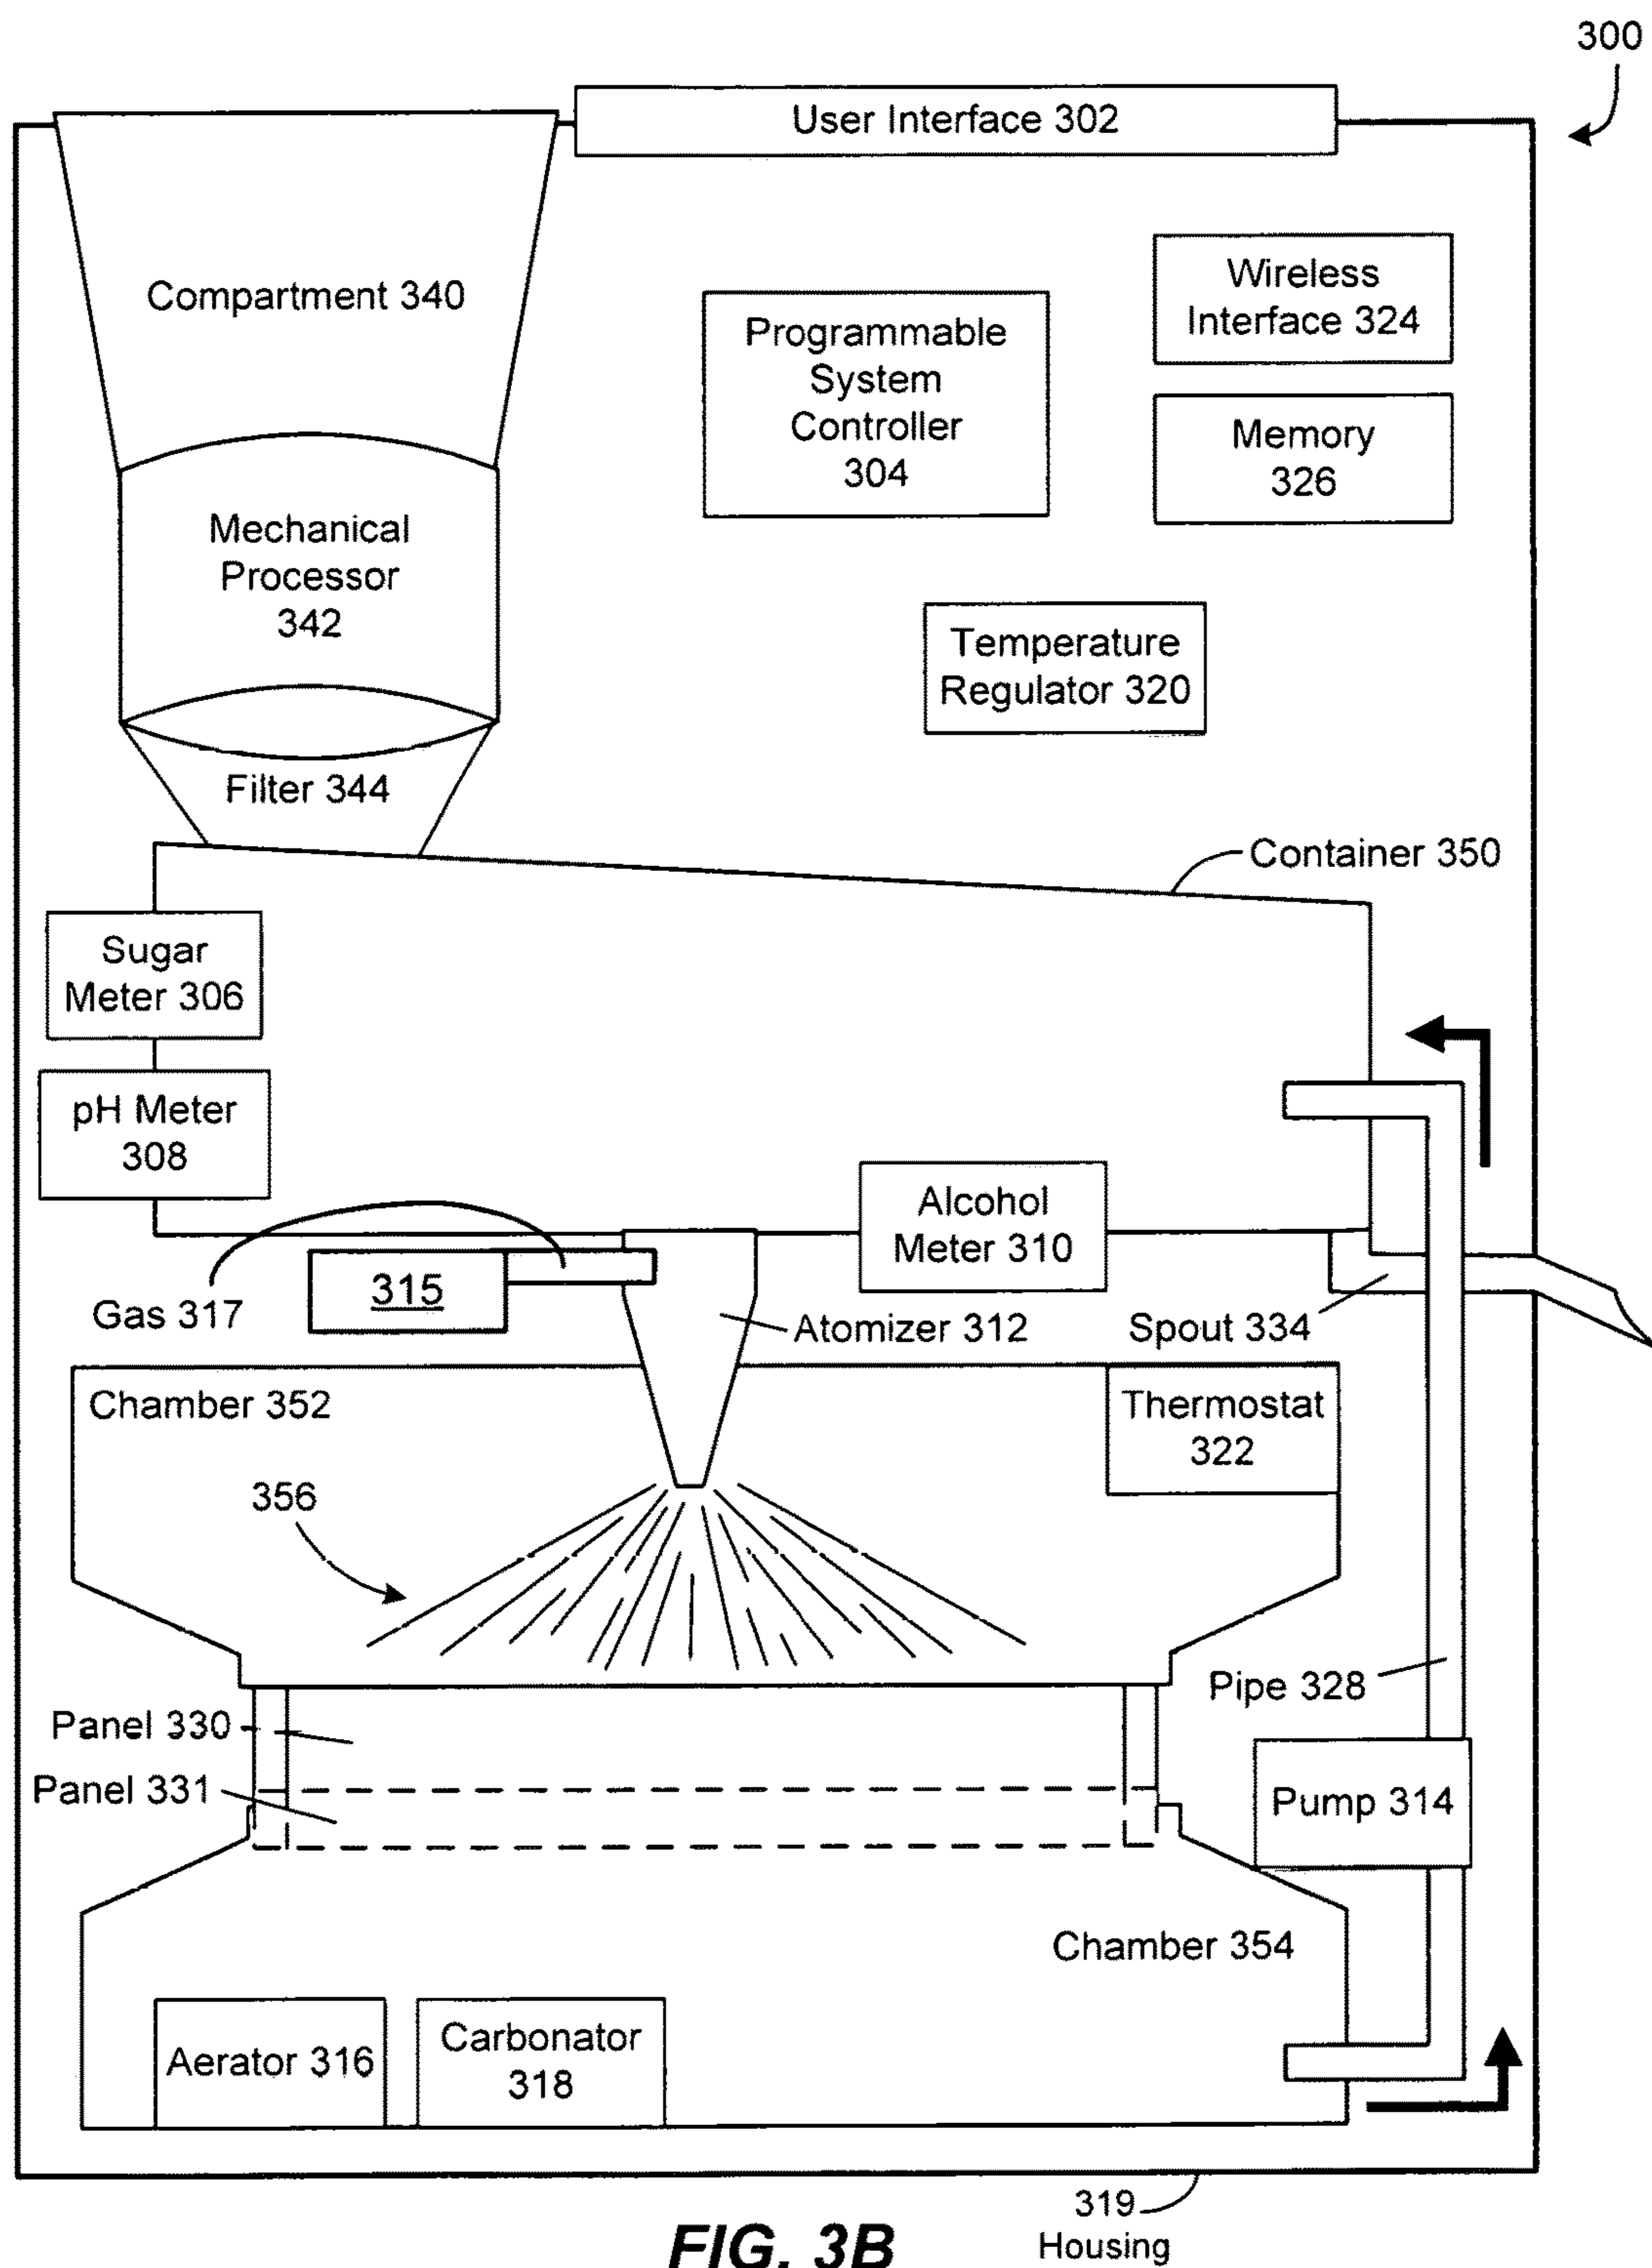 300
User Interface 302
Compartment 340
Wireless
Interface 324
Programmable
System
Controller
304
Memory
326
Mechanical
Processor
342
Temperature
Regulator 320
Filter 344
Container 350
Sugar
Meter 306
pH Meter
308
Alcohol
Meter 310
315
Gas 317
Atomizer 312
Spout 334
Chamber 352
Thermostat
322
356
Pipe 328
Panel 330
Panel 331
Pump 314
Chamber 354
Aerator 316
Carbonator
318
319
Housing
FIG. 3B